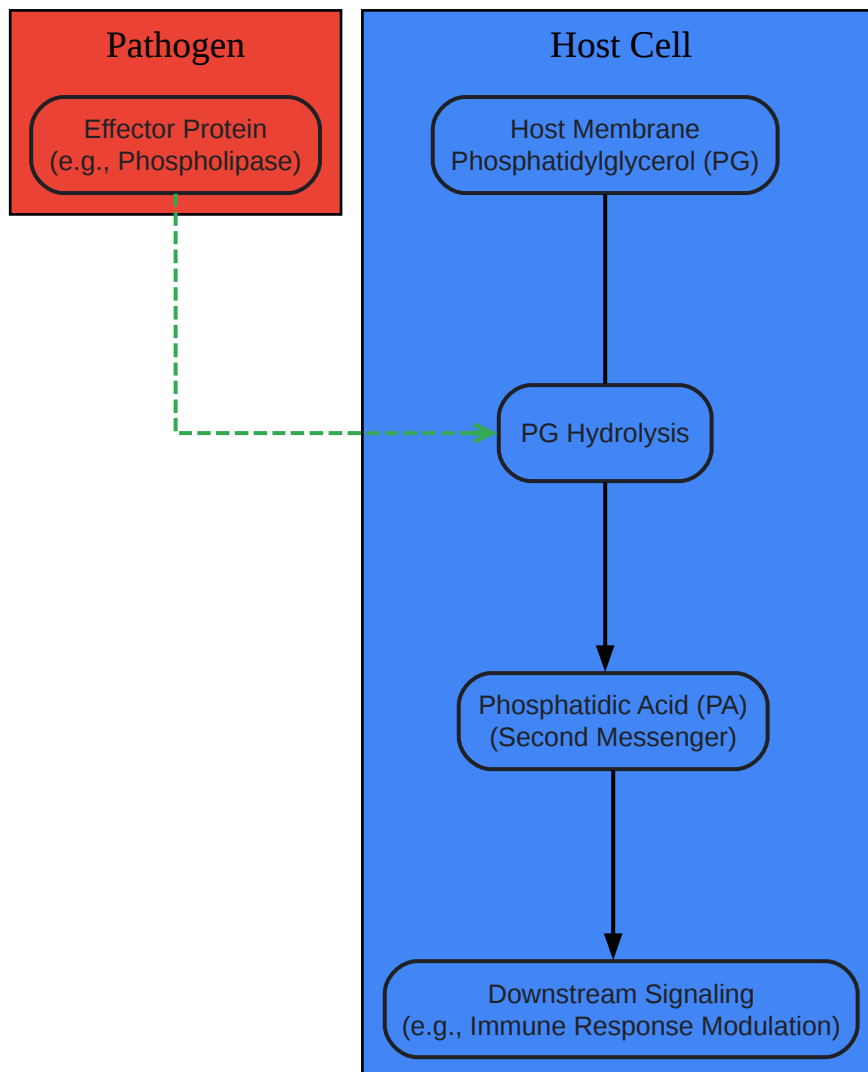 Pathogen
Effector Protein
(e.g., Phospholipase)
Host Cell
Host Membrane
Phosphatidylglycerol (PG)
PG Hydrolysis
Phosphatidic Acid (PA)
(Second Messenger)
Downstream Signaling
(e.g., Immune Response Modulation)